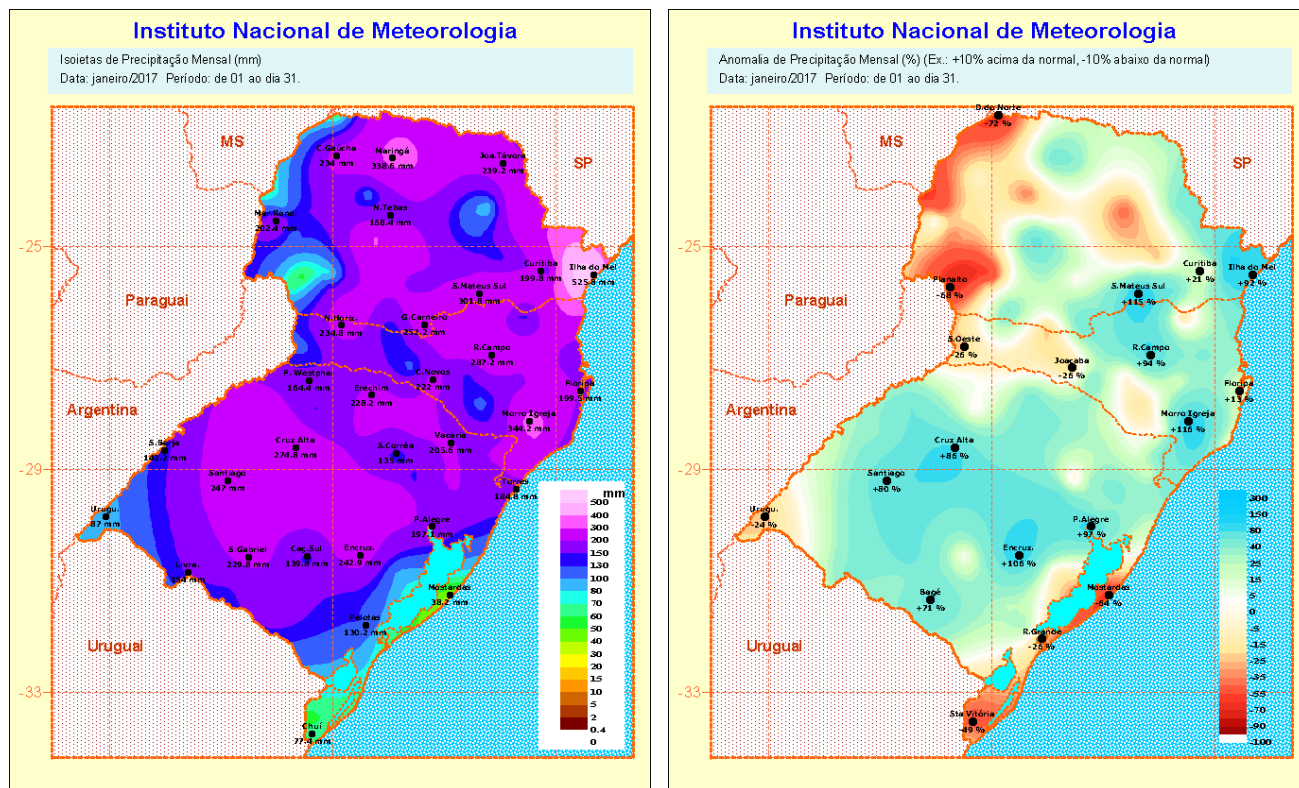 Instituto Nacional de Meteorologia
Isoietas de Precipitação Mensal (mm)
Data: janeiro/2017 Período: de 01 ao dia 31.
MS
SP
C.Gaucha
234 mm
Maringá
338.6 mm
Joa.Távora
239.2 mm
Mar.Rond.
292.4 mm
N.Tebas
168.4 mm
-25
Curitiba
199.8 mm
Ilha do Mel
525.8 mm
S.Mateus Sul
301.8 mm
Paraguai
N.Horiz.
234.8 mm
G.Carneiro
252.2 mm
R.Campo
287.2 mm
F. Westpha.
164.4 mm
C.Novos
222 mm
Erechim
228.2 mm
Floripa
199.5 mm
Argentina
Morro Igreja
344.2 mm
S.Borja
142.2 mm
Cruz Alta
274.8 mm
S.Corrêa
135 mm
Vacaria
205.6 mm
-29
Santiago
247 mm
Torres
184.8 mm
Urugu.
87 mm
P.Alegre
197.1 mm
S.Gabriel
229.8 mm
Caç.Sul
139.8 mm
Encruz.
242.9 mm
Livra.
164 mm
Mostardas
38.2 mm
Pelotas
130.2 mm
Uruguai
-33
Chuí
77.4 mm
mm
500
400
300
200
150
130
100
80
70
60
50
40
30
20
15
10
5
2
0.4
0
Instituto Nacional de Meteorologia
Anomalia de Precipitação Mensal (%) (Ex.: +10% acima da normal, -10% abaixo da normal)
Data: janeiro/2017 Período: de 01 ao dia 31.
D.do Norte
-72 %
MS
SP
-25
Curitiba
+21 %
Ilha do Mel
+92 %
Planalto
-68 %
S.Mateus Sul
+115 %
Paraguai
S.Oeste
-26 %
Joaçaba
-26 %
R.Campo
+94 %
Floripa
+13 %
Argentina
Morro Igreja
+116 %
Cruz Alta
+86 %
-29
Santiago
+80 %
Urugu.
-24 %
P.Alegre
+97 %
Encruz.
+106 %
Bagé
+71 %
Mostardas
-64 %
R.Grande
-26 %
Uruguai
-33
Sta Vitória
-49 %
300
150
80
40
25
15
5
0
-5
-15
-25
-35
-55
-70
-90
-100